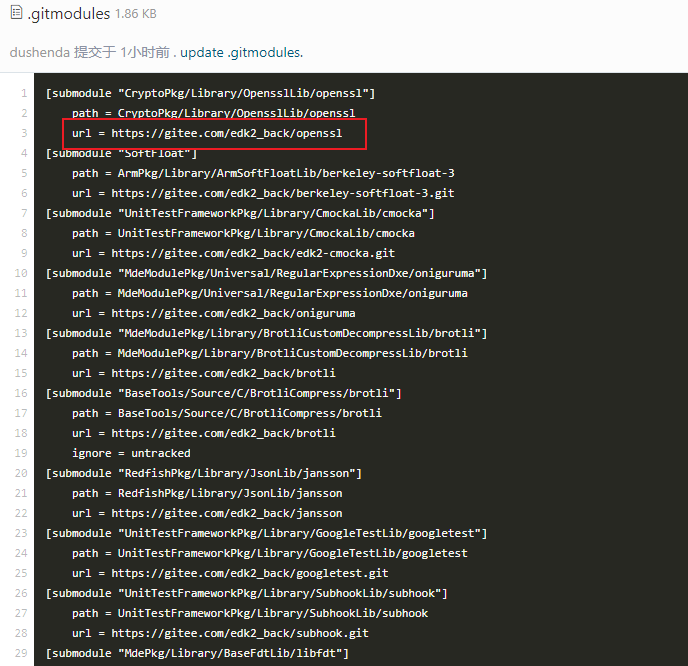 .gitmodules 1.86 KB
dushenda 提交于 1小时前 . update .gitmodules.
1 [submodule "CryptoPkg/Library/OpensslLib/openssl"]
2 path = CryptoPkg/Library/OpensslLib/openssl
3 url = https://gitee.com/edk2_back/openssl
4 [submodule "SoftFloat"]
5 path = ArmPkg/Library/ArmSoftFloatLib/berkeley-softfloat-3
6 url = https://gitee.com/edk2_back/berkeley-softfloat-3.git
7 [submodule "UnitTestFrameworkPkg/Library/CmockaLib/cmocka"]
8 path = UnitTestFrameworkPkg/Library/CmockaLib/cmocka
9 url = https://gitee.com/edk2_back/edk2-cmocka.git
10 [submodule "MdeModulePkg/Universal/RegularExpressionDxe/oniguruma"]
11 path = MdeModulePkg/Universal/RegularExpressionDxe/oniguruma
12 url = https://gitee.com/edk2_back/oniguruma
13 [submodule "MdeModulePkg/Library/BrotliCustomDecompressLib/brotli"]
14 path = MdeModulePkg/Library/BrotliCustomDecompressLib/brotli
15 url = https://gitee.com/edk2_back/brotli
16 [submodule "BaseTools/Source/C/BrotliCompress/brotli"]
17 path = BaseTools/Source/C/BrotliCompress/brotli
18 url = https://gitee.com/edk2_back/brotli
19 ignore = untracked
20 [submodule "RedfishPkg/Library/JsonLib/jansson"]
21 path = RedfishPkg/Library/JsonLib/jansson
22 url = https://gitee.com/edk2_back/jansson
23 [submodule "UnitTestFrameworkPkg/Library/GoogleTestLib/googletest"]
24 path = UnitTestFrameworkPkg/Library/GoogleTestLib/googletest
25 url = https://gitee.com/edk2_back/googletest.git
26 [submodule "UnitTestFrameworkPkg/Library/SubhookLib/subhook"]
27 path = UnitTestFrameworkPkg/Library/SubhookLib/subhook
28 url = https://gitee.com/edk2_back/subhook.git
29 [submodule "MdePkg/Library/BaseFdtLib/libfdt"]